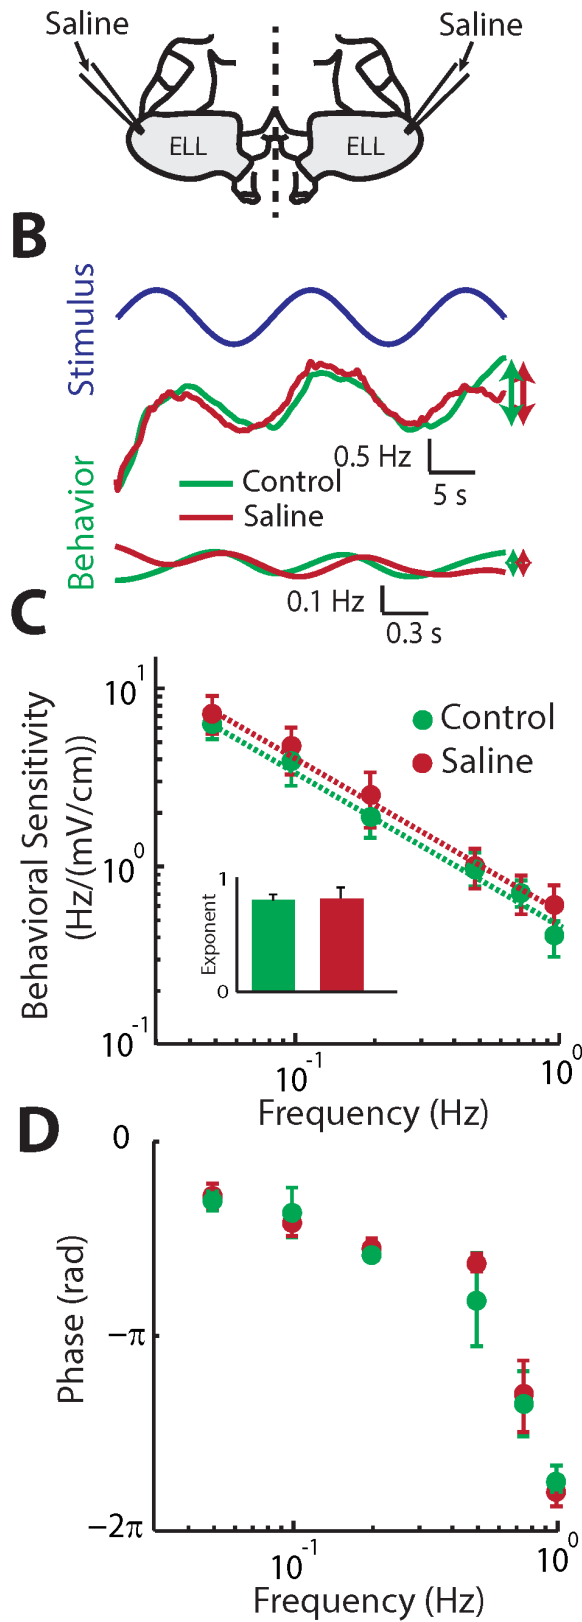 Saline Saline
ELL ELL
B
Stimulus
Behavior
0.5 Hz
5 s
Control
Saline
0.1 Hz
0.3 s
C
Behavioral Sensitivity
(Hz/(mV/cm))
10^1
10^0
10^-1
Control
Saline
Exponent
1
0
10^-1 10^0
Frequency (Hz)
D
Phase (rad)
0
−π
−2π
10^-1 10^0
Frequency (Hz)